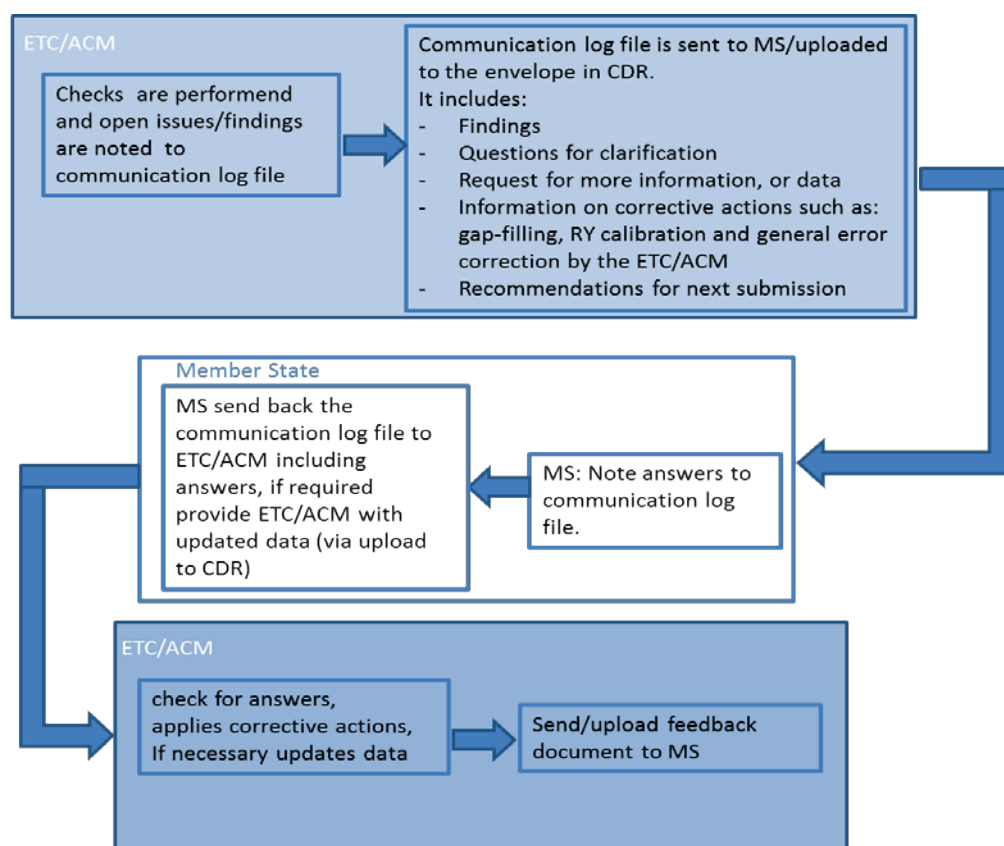 ETC/ACM
Checks are performend
and open issues/findings
are noted to
communication log file
Communication log file is sent to MS/uploaded
to the envelope in CDR.
It includes:
- Findings
- Questions for clarification
- Request for more information, or data
- Information on corrective actions such as:
gap-filling, RY calibration and general error
correction by the ETC/ACM
- Recommendations for next submission
Member State
MS send back the
communication log file to
ETC/ACM including
answers, if required
provide ETC/ACM with
updated data (via upload
to CDR)
MS: Note answers to
communication log
file.
ETC/ACM
check for answers,
applies corrective actions,
If necessary updates data
Send/upload feedback
document to MS